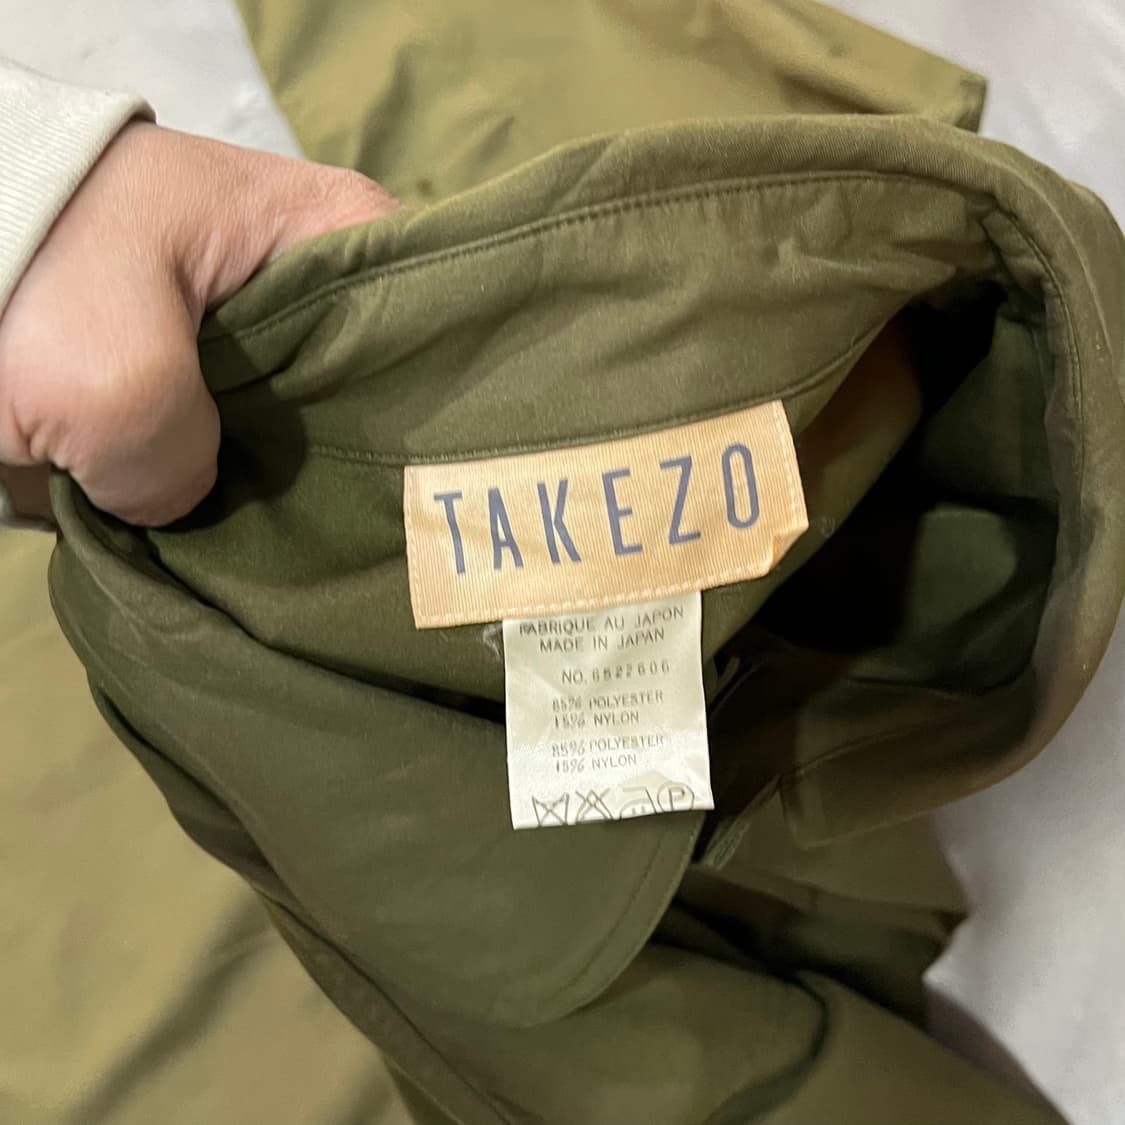 TAKEZO
FABRIQUE AU JAPON
MADE IN JAPAN
NO. 6522606
85% POLYESTER
15% NYLON
85% POLYESTER
15% NYLON
P